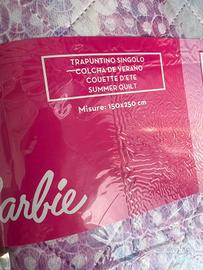 TRAPUNTINO SINGOLO
COLCHA DE VERANO
COUETTE D'ETE
SUMMER QUILT
Misure: 150x250 cm
Barbie